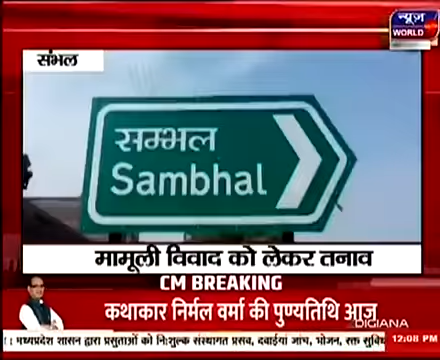 न्यूज़
WORLD
संभल
सम्भल
Sambhal
मामूली विवाद को लेकर तनाव
CM BREAKING
कथाकार निर्मल वर्मा की पुण्यतिथि आज
DIGIANA
: मध्यप्रदेश शासन द्वारा प्रसुताओं को नि:शुल्क संस्थागत प्रसव, दवाईयां जांच, भोजन, रक्त सुविध 12:08 PM